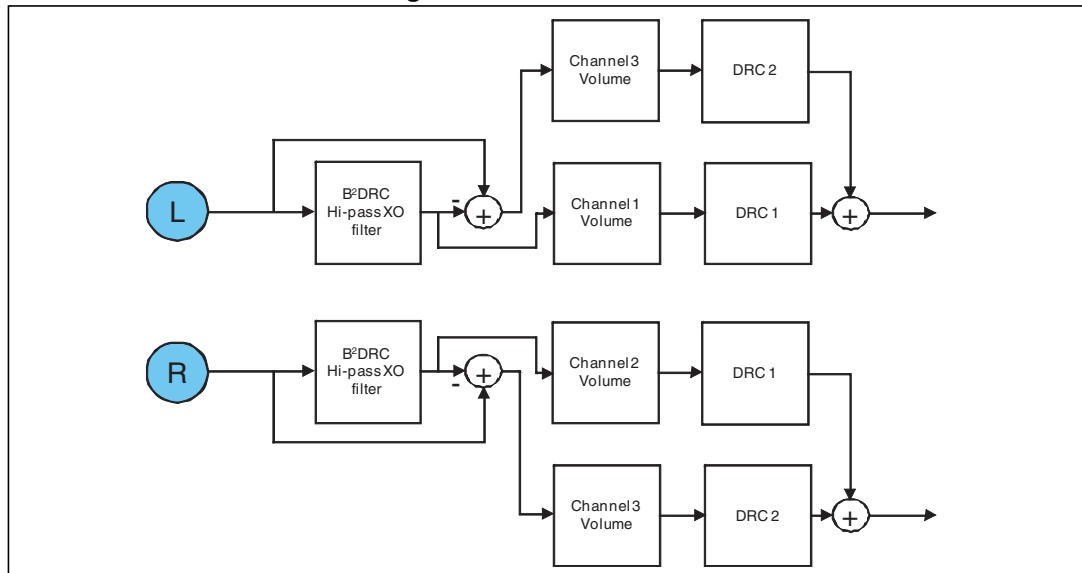 Channel 3
Volume
DRC 2
L
B²DRC
Hi-pass XO
filter
-
+
Channel 1
Volume
DRC 1
+
R
B²DRC
Hi-pass XO
filter
-
+
Channel 2
Volume
DRC 1
Channel 3
Volume
DRC 2
+